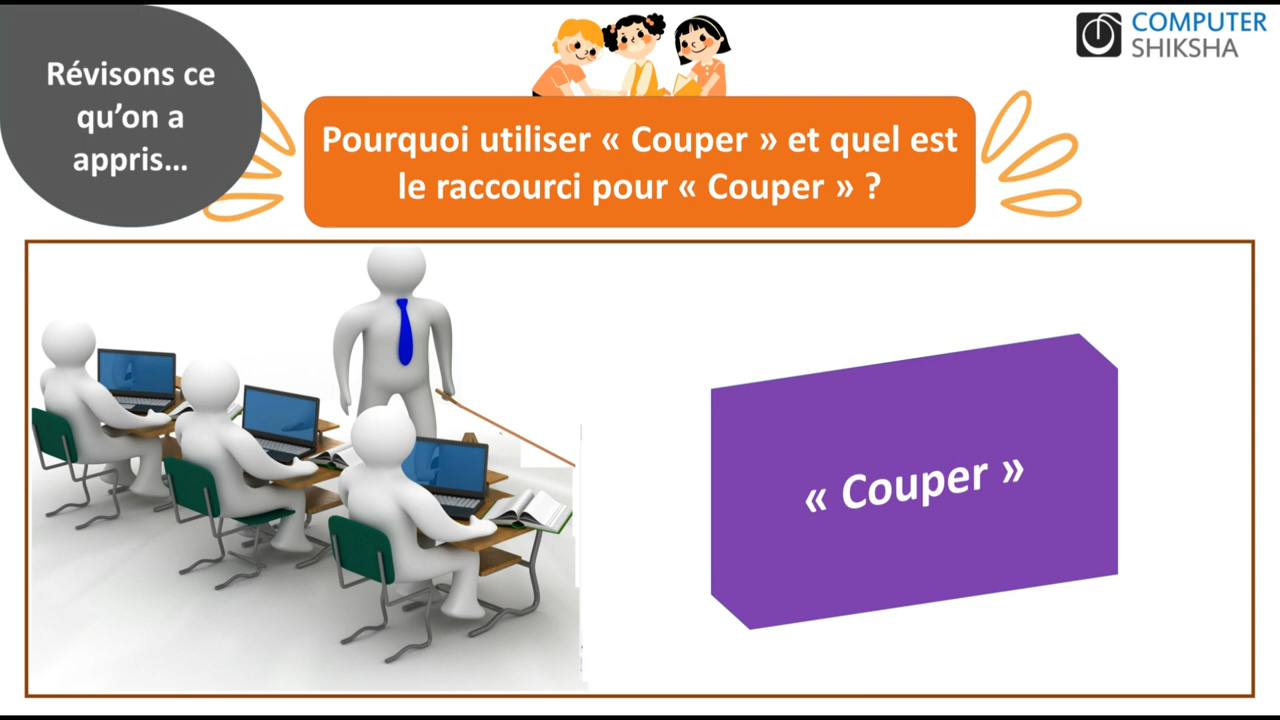 Révisons ce
qu’on a
appris...
Pourquoi utiliser « Couper » et quel est
le raccourci pour « Couper » ?
COMPUTER
SHIKSHA
« Couper »